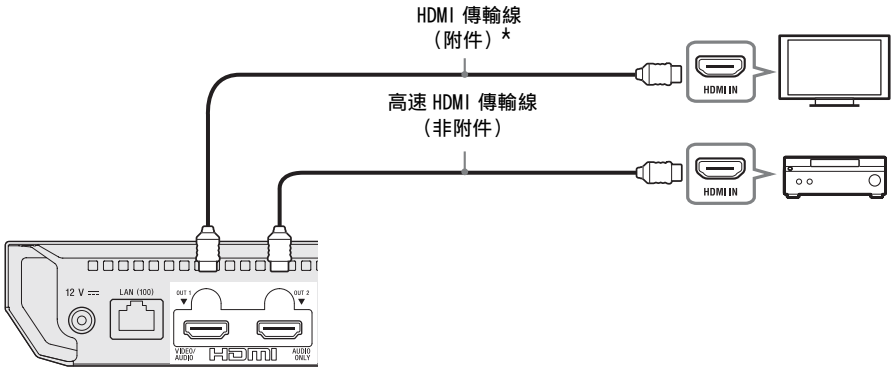 HDMI 傳輸線
（附件）*
HDMI IN
高速 HDMI 傳輸線
（非附件）
HDMI IN
12 V
LAN (100)
OUT 1
OUT 2
VIDEO/
AUDIO
HDMI
AUDIO
ONLY